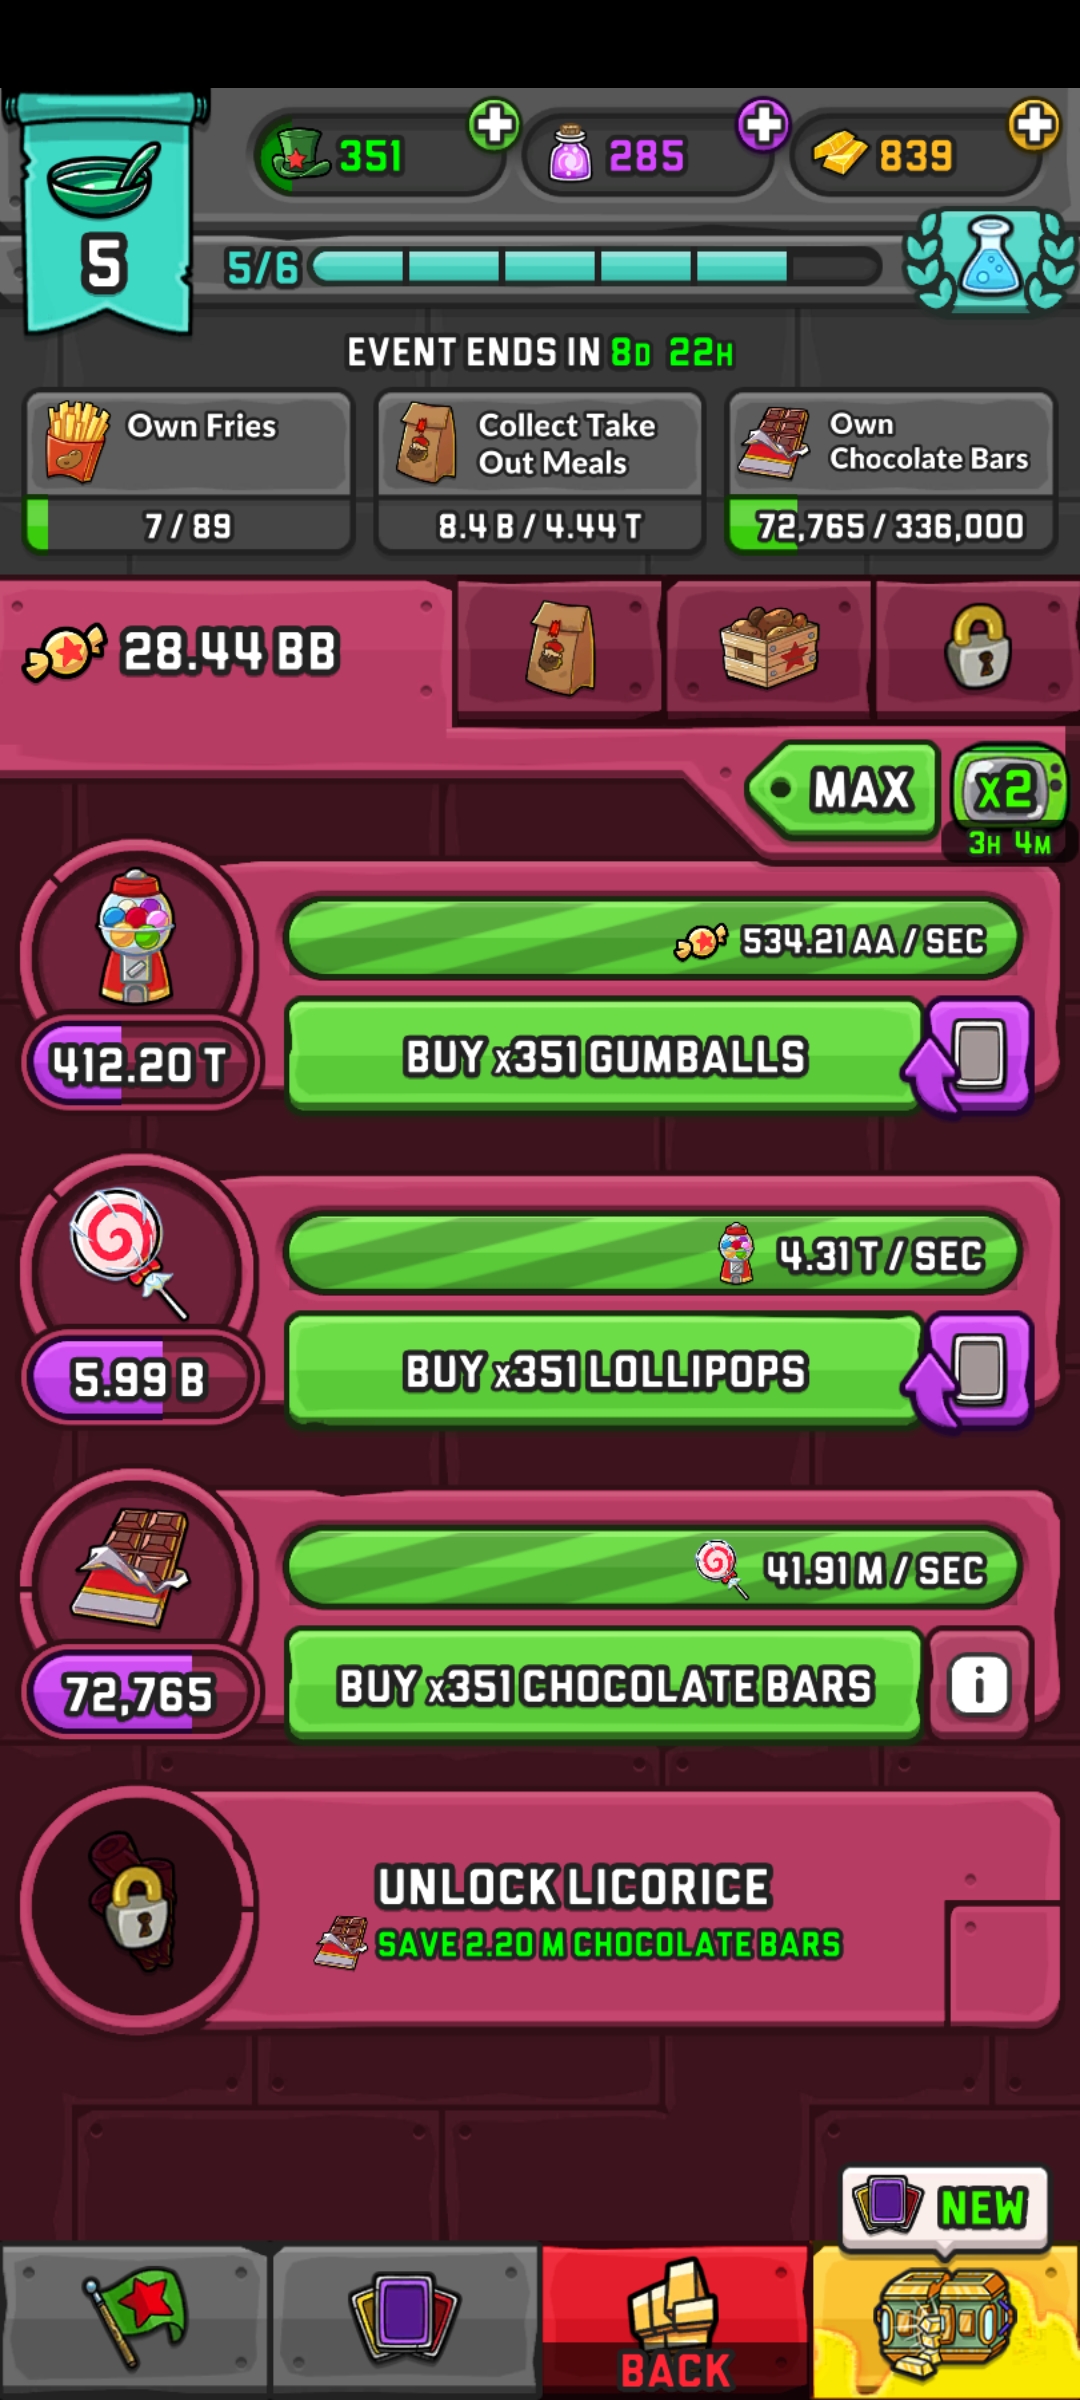 351
285
839
5
5/6
EVENT ENDS IN 8D 22H
Own Fries
7 / 89
Collect Take
Out Meals
8.4 B / 4.44 T
Own
Chocolate Bars
72,765 / 336,000
28.44 BB
MAX
x2
3H 4M
534.21 AA / SEC
412.20 T
BUY x351 GUMBALLS
4.31 T / SEC
5.99 B
BUY x351 LOLLIPOPS
41.91 M / SEC
72,765
BUY x351 CHOCOLATE BARS
i
UNLOCK LICORICE
SAVE 2.20 M CHOCOLATE BARS
NEW
BACK